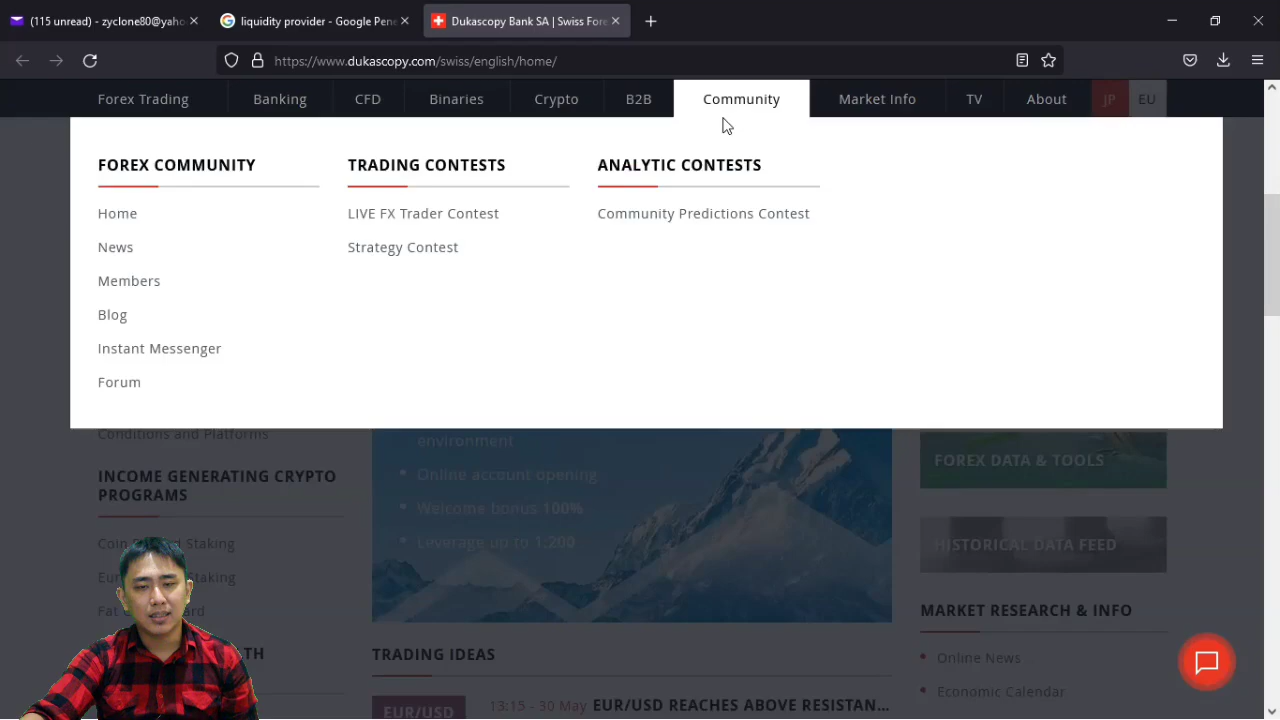 (115 unread) - zyclone80@yaho
liquidity provider - Google Pene
Dukascopy Bank SA | Swiss Fore
https://www.dukascopy.com/swiss/english/home/
Forex Trading
Banking
CFD
Binaries
Crypto
B2B
Community
Market Info
TV
About
JP
EU
FOREX COMMUNITY
Home
News
Members
Blog
Instant Messenger
Forum
TRADING CONTESTS
LIVE FX Trader Contest
Strategy Contest
ANALYTIC CONTESTS
Community Predictions Contest
Conditions and Platforms
INCOME GENERATING CRYPTO
PROGRAMS
Staking
Staking
environment
Online account opening
Welcome bonus 100%
Leverage up to 1:200
TRADING IDEAS
EUR/USD
13:15 - 30 May EUR/USD REACHES ABOVE RESISTAN...
FOREX DATA & TOOLS
HISTORICAL DATA FEED
MARKET RESEARCH & INFO
Online News
Economic Calendar